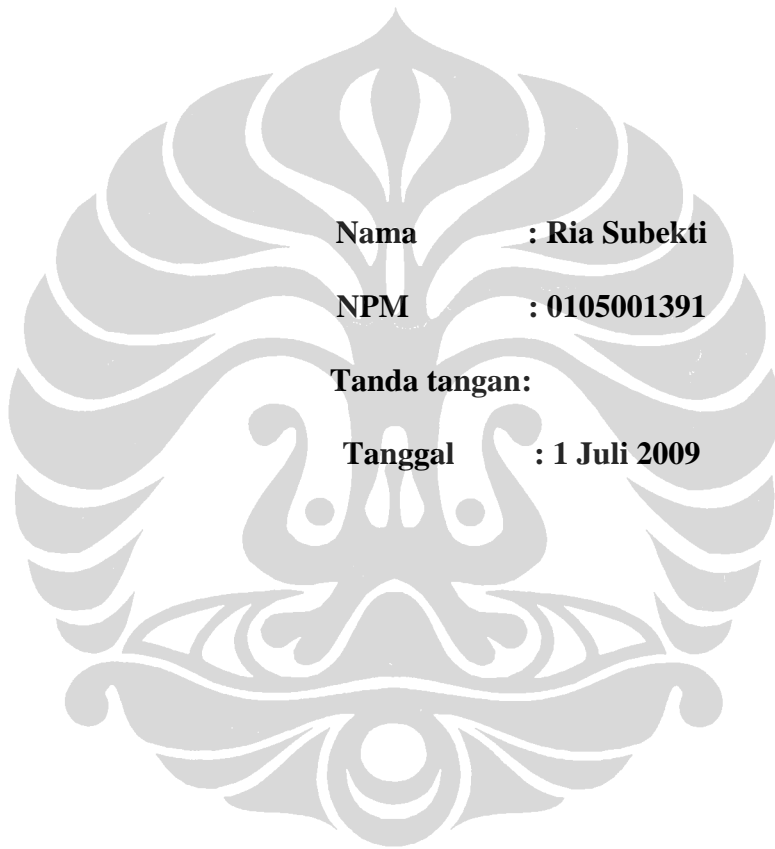 Nama : Ria Subekti
NPM : 0105001391
Tanda tangan:
Tanggal : 1 Juli 2009